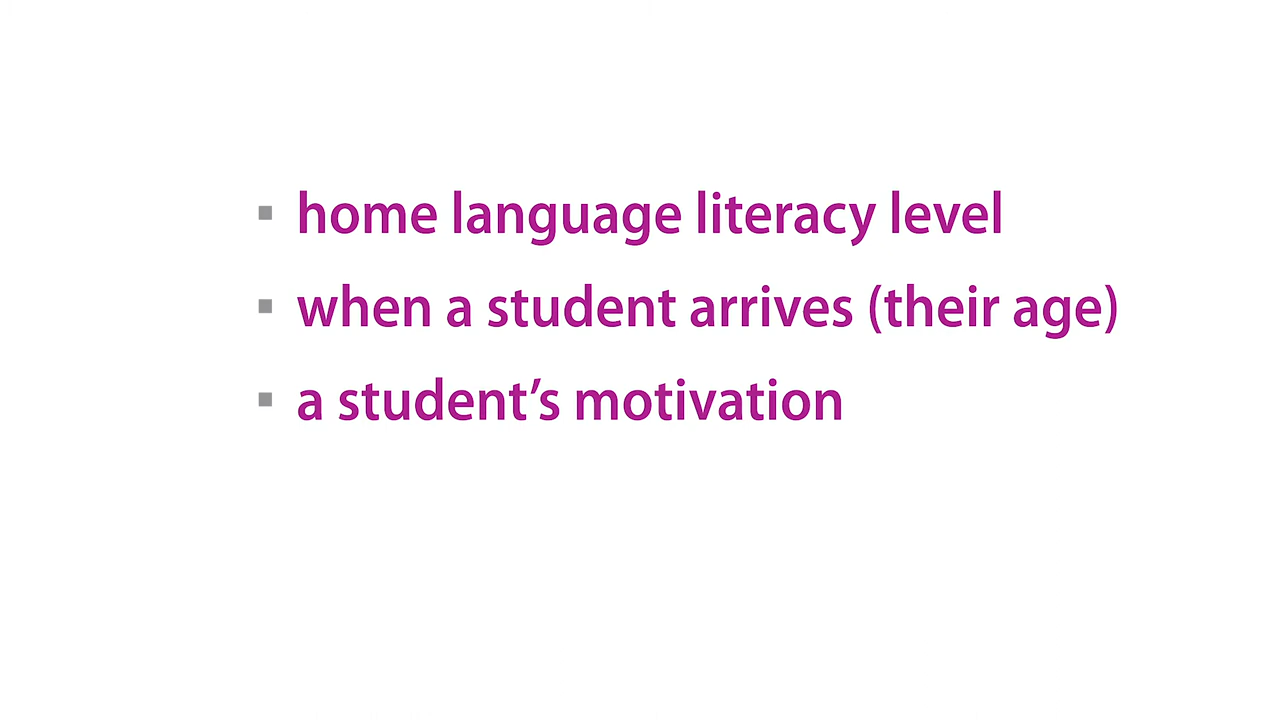 ▪ home language literacy level
▪ when a student arrives (their age)
▪ a student’s motivation